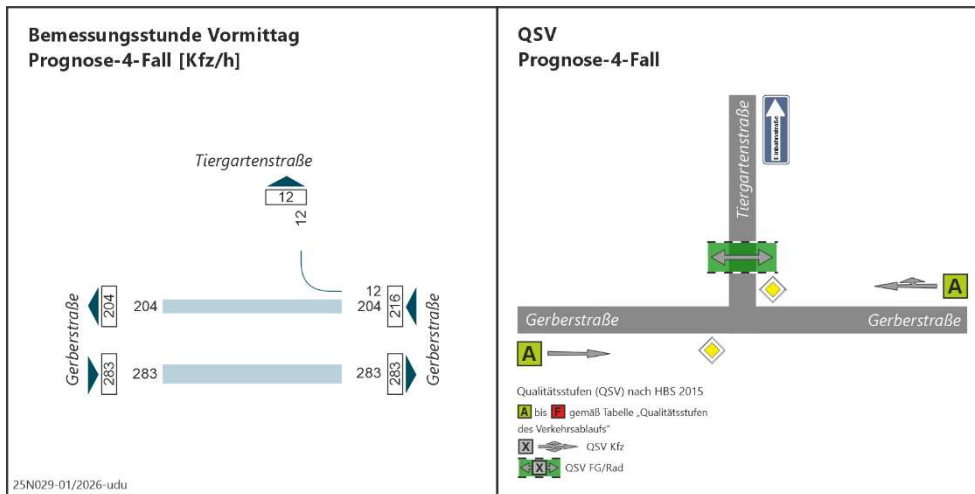 Bemessungsstunde Vormittag
Prognose-4-Fall [Kfz/h]
Tiergartenstraße
12
12
12
204
204
204
216
Gerberstraße
Gerberstraße
283
283
283
283
25N029-01/2026-udu
QSV
Prognose-4-Fall
Einbahnstraße
Tiergartenstraße
A
Gerberstraße
Gerberstraße
A
Qualitätsstufen (QSV) nach HBS 2015
A bis F gemäß Tabelle „Qualitätsstufen
des Verkehrsablaufs“
X QSV Kfz
X QSV FG/Rad